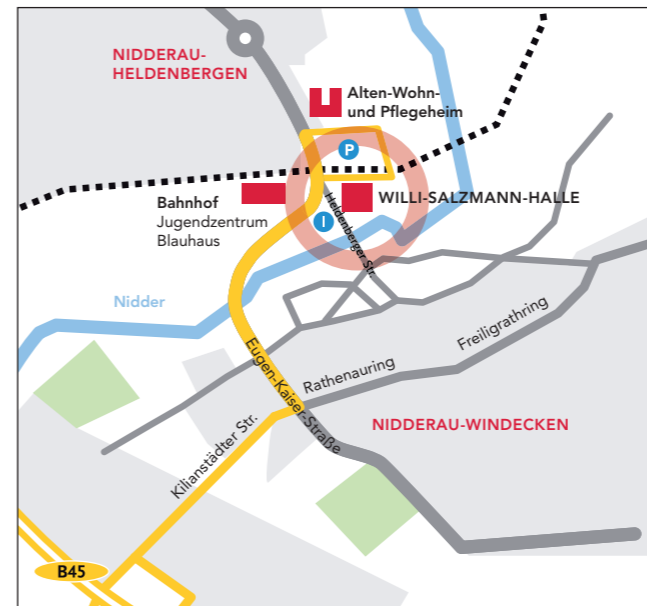 NIDDERAU-
HELDENBERGEN
Alten-Wohn-
und Pflegeheim
P
Bahnhof
Jugendzentrum
Blauhaus
WILLI-SALZMANN-HALLE
I
Heldenberger Str.
Nidder
Eugen-Kaiser-Straße
Rathenauring
Freiligrathring
Kilianstädter Str.
NIDDERAU-WINDECKEN
B45